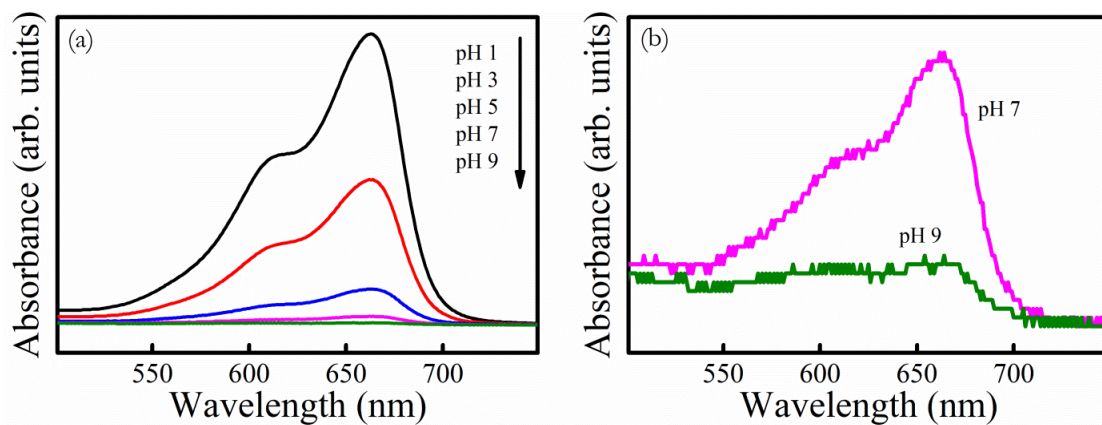 (a)
pH 1
pH 3
pH 5
pH 7
pH 9
Absorbance (arb. units)
550 600 650 700
Wavelength (nm)
(b)
pH 7
pH 9
Absorbance (arb. units)
550 600 650 700
Wavelength (nm)